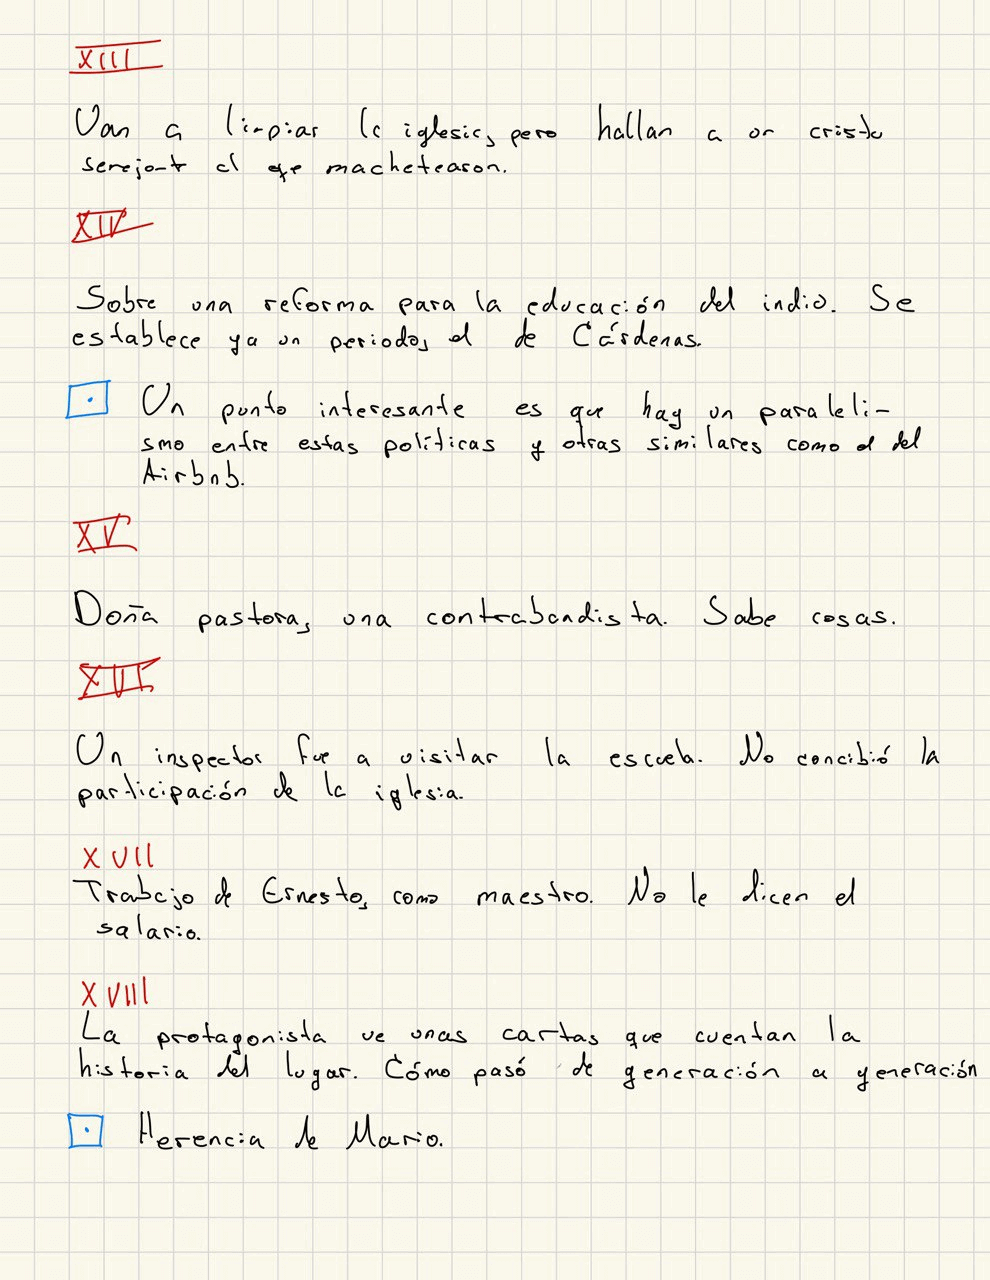 XIII
Van a limpiar la iglesia, pero hallan a un cristo
semejante al que machetearon.
XIV
Sobre una reforma para la educación del indio. Se
establece ya un periodo, el de Cárdenas.
Un punto interesante es que hay un paraleli-
smo entre estas políticas y otras similares como el del
Airbnb.
XV
Doña pastora, una contrabandista. Sabe cosas.
XVI
Un inspector fue a visitar la escuela. No concibió la
participación de la iglesia.
XVII
Trabajo de Ernesto, como maestro. No le dicen el
salario.
XVIII
La protagonista ve unas cartas que cuentan la
historia del lugar. Cómo pasó de generación a generación
Herencia de Mario.